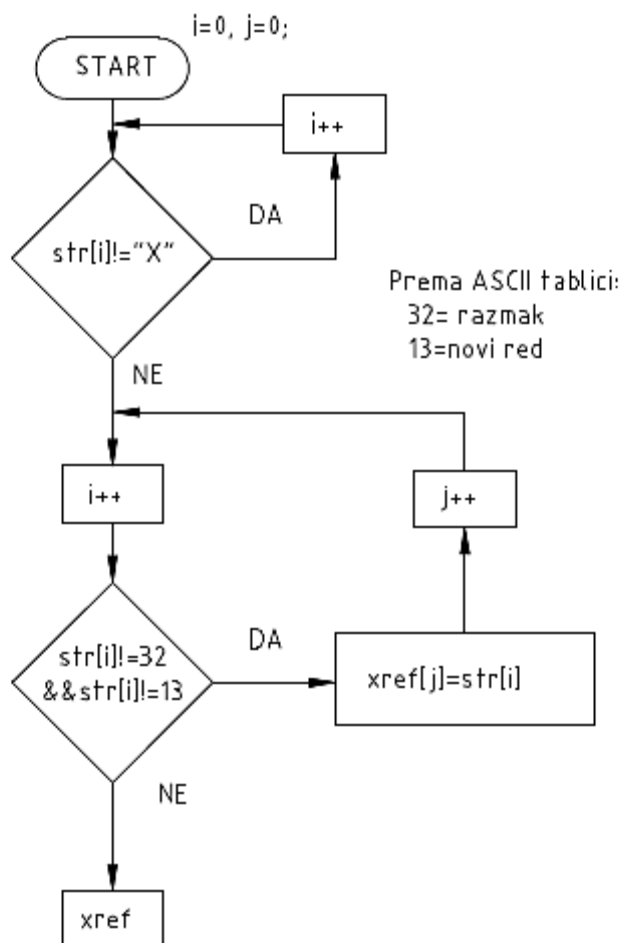 i=0, j=0;
START
i++
DA
str[i]!="X"
Prema ASCII tablici:
32= razmak
13=novi red
NE
i++
j++
str[i]!=32
&&str[i]!=13
DA
xref[j]=str[i]
NE
xref